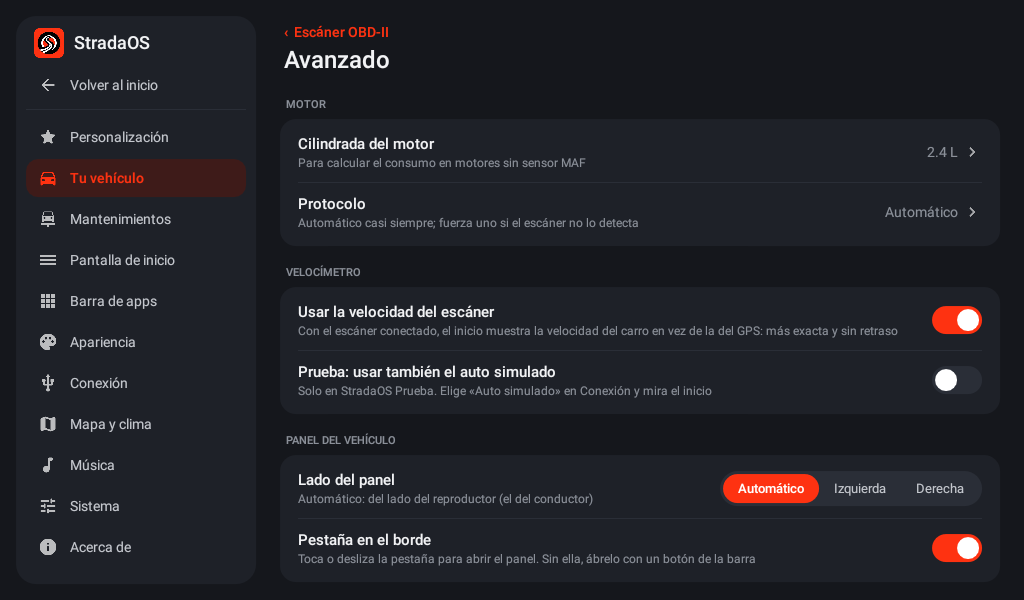 StradaOS
Volver al inicio
Personalización
Tu vehículo
Mantenimientos
Pantalla de inicio
Barra de apps
Apariencia
Conexión
Mapa y clima
Música
Sistema
Acerca de
‹ Escáner OBD-II
Avanzado
MOTOR
Cilindrada del motor
Para calcular el consumo en motores sin sensor MAF
2.4 L
Protocolo
Automático casi siempre; fuerza uno si el escáner no lo detecta
Automático
VELOCÍMETRO
Usar la velocidad del escáner
Con el escáner conectado, el inicio muestra la velocidad del carro en vez de la del GPS: más exacta y sin retraso
Prueba: usar también el auto simulado
Solo en StradaOS Prueba. Elige «Auto simulado» en Conexión y mira el inicio
PANEL DEL VEHÍCULO
Lado del panel
Automático: del lado del reproductor (el del conductor)
Automático Izquierda Derecha
Pestaña en el borde
Toca o desliza la pestaña para abrir el panel. Sin ella, ábrelo con un botón de la barra